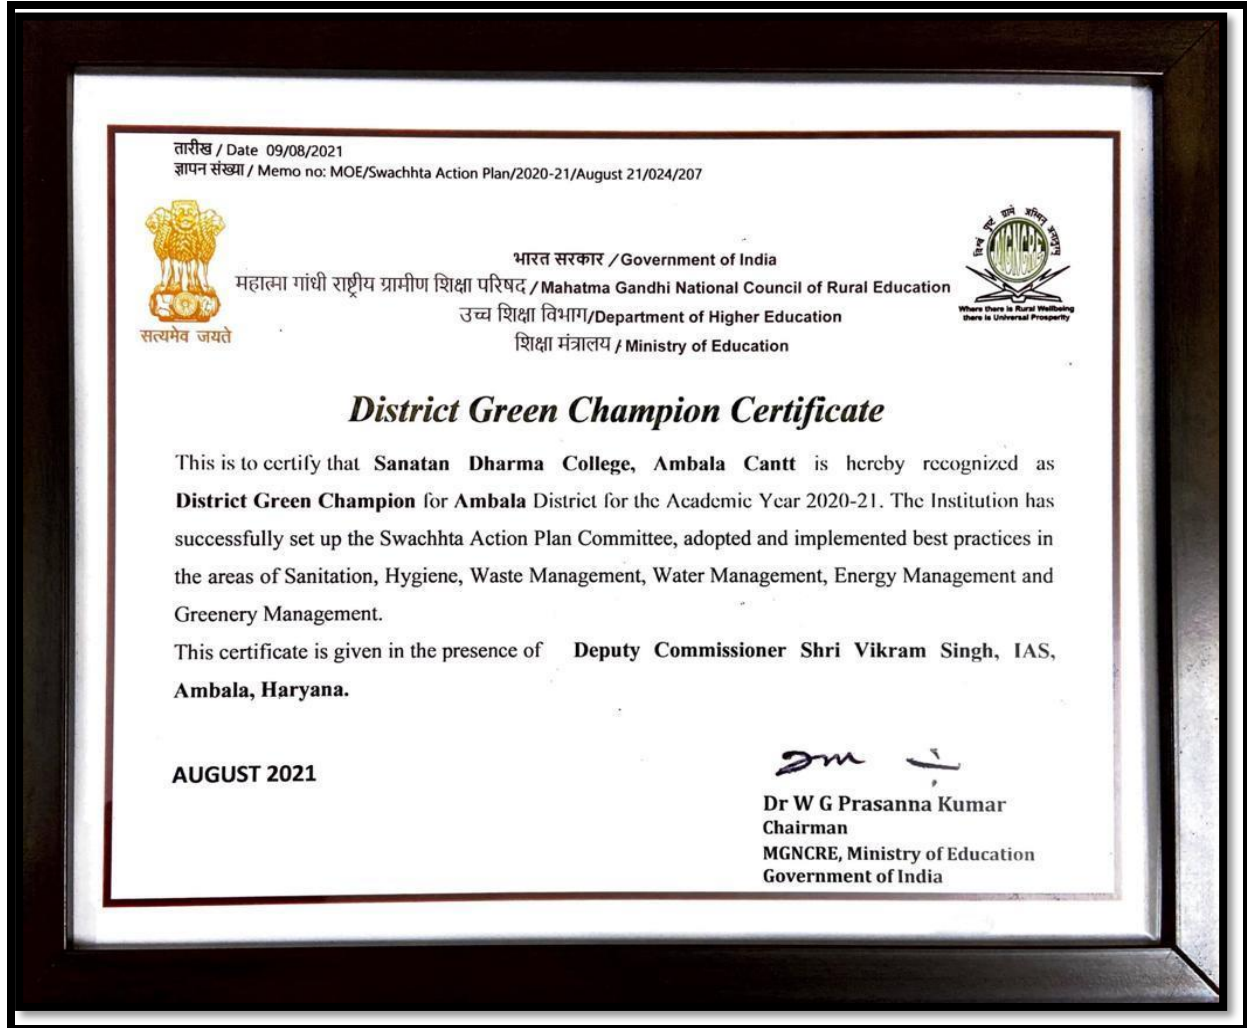 तारीख / Date 09/08/2021
ज्ञापन संख्या / Memo no: MOE/Swachhta Action Plan/2020-21/August 21/024/207
सत्यमेव जयते
MGNCRE
Where there is Rural Wellbeing
there is Universal Prosperity
भारत सरकार / Government of India
महात्मा गांधी राष्ट्रीय ग्रामीण शिक्षा परिषद / Mahatma Gandhi National Council of Rural Education
उच्च शिक्षा विभाग/Department of Higher Education
शिक्षा मंत्रालय / Ministry of Education
District Green Champion Certificate
This is to certify that Sanatan Dharma College, Ambala Cantt is hereby recognized as
District Green Champion for Ambala District for the Academic Year 2020-21. The Institution has
successfully set up the Swachhta Action Plan Committee, adopted and implemented best practices in
the areas of Sanitation, Hygiene, Waste Management, Water Management, Energy Management and
Greenery Management.
This certificate is given in the presence of Deputy Commissioner Shri Vikram Singh, IAS,
Ambala, Haryana.
AUGUST 2021
Dr W G Prasanna Kumar
Chairman
MGNCRE, Ministry of Education
Government of India